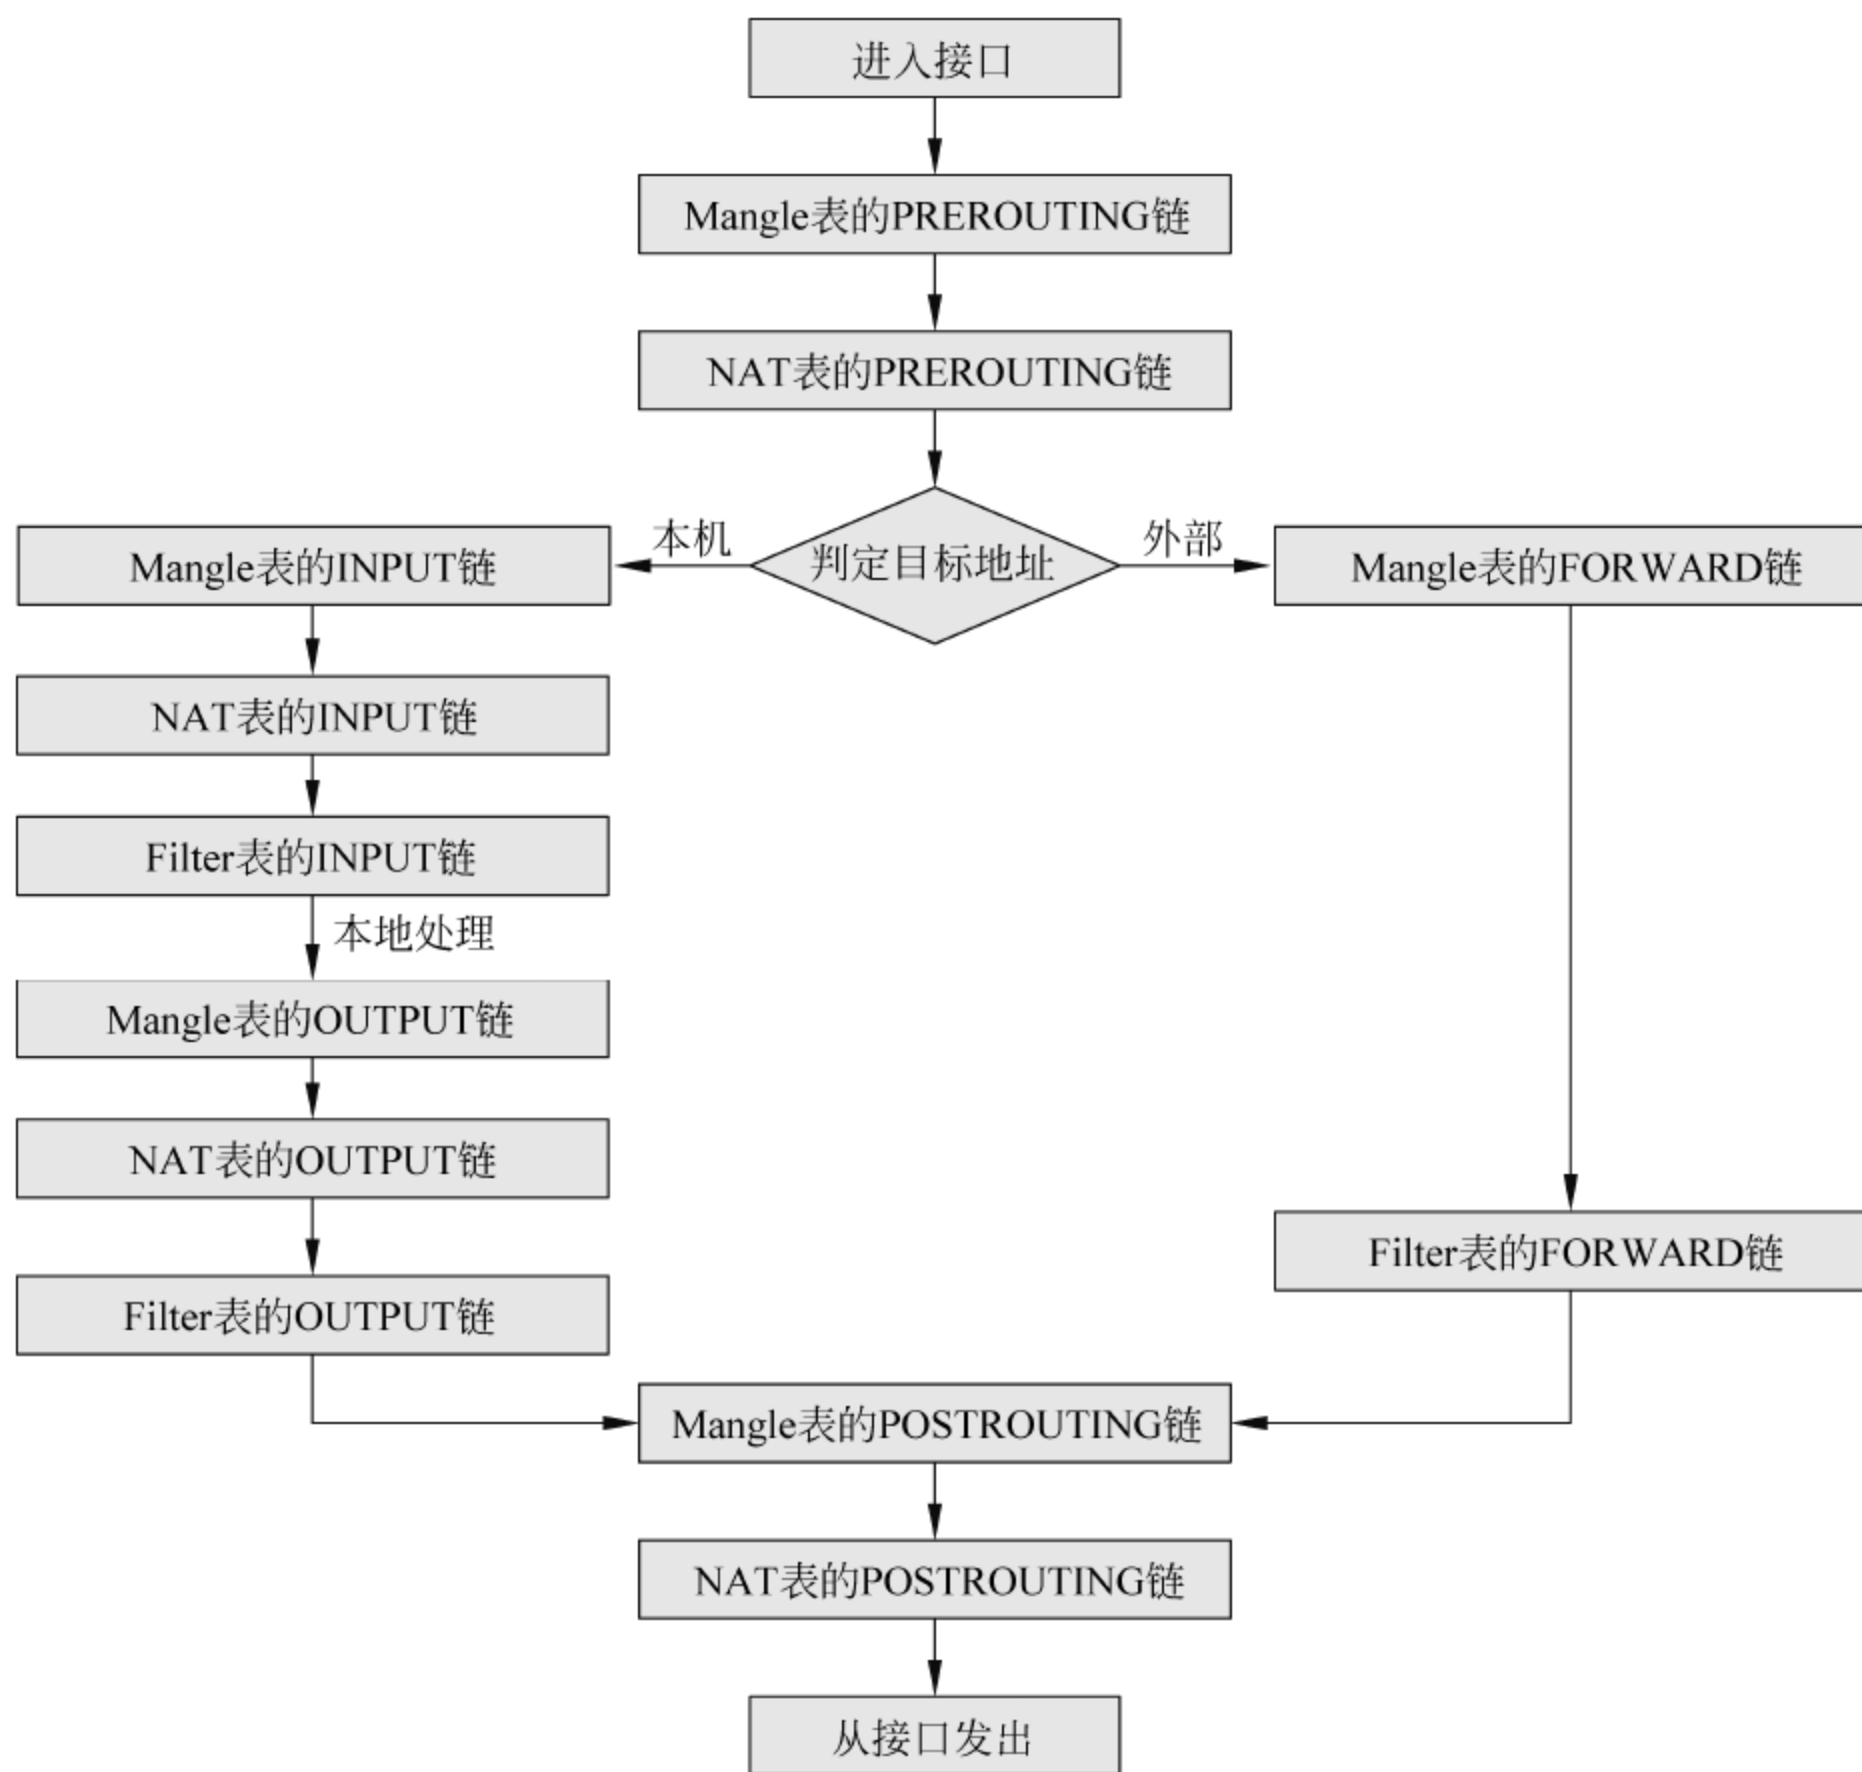 进入接口
Mangle表的PREROUTING链
NAT表的PREROUTING链
本机
判定目标地址
外部
Mangle表的INPUT链
Mangle表的FORWARD链
NAT表的INPUT链
Filter表的INPUT链
本地处理
Mangle表的OUTPUT链
NAT表的OUTPUT链
Filter表的FORWARD链
Filter表的OUTPUT链
Mangle表的POSTROUTING链
NAT表的POSTROUTING链
从接口发出